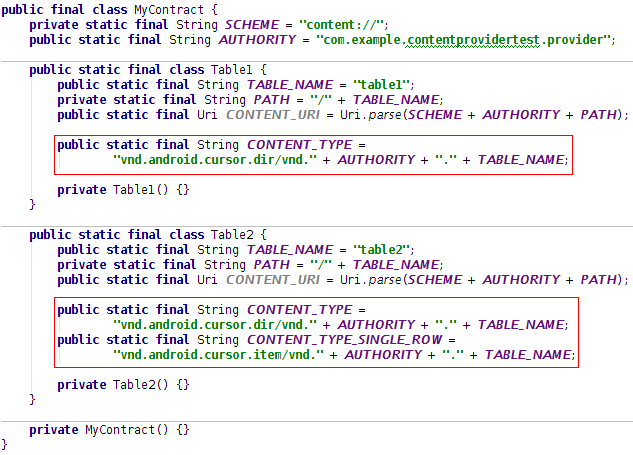 public final class MyContract {
private static final String SCHEME = "content://";
public static final String AUTHORITY = "com.example.contentprovidertest.provider";
public static final class Table1 {
public static final String TABLE_NAME = "table1";
private static final String PATH = "/" + TABLE_NAME;
public static final Uri CONTENT_URI = Uri.parse(SCHEME + AUTHORITY + PATH);
public static final String CONTENT_TYPE =
"vnd.android.cursor.dir/vnd." + AUTHORITY + "." + TABLE_NAME;
private Table1() {}
}
public static final class Table2 {
public static final String TABLE_NAME = "table2";
private static final String PATH = "/" + TABLE_NAME;
public static final Uri CONTENT_URI = Uri.parse(SCHEME + AUTHORITY + PATH);
public static final String CONTENT_TYPE =
"vnd.android.cursor.dir/vnd." + AUTHORITY + "." + TABLE_NAME;
public static final String CONTENT_TYPE_SINGLE_ROW =
"vnd.android.cursor.item/vnd." + AUTHORITY + "." + TABLE_NAME;
private Table2() {}
}
private MyContract() {}
}